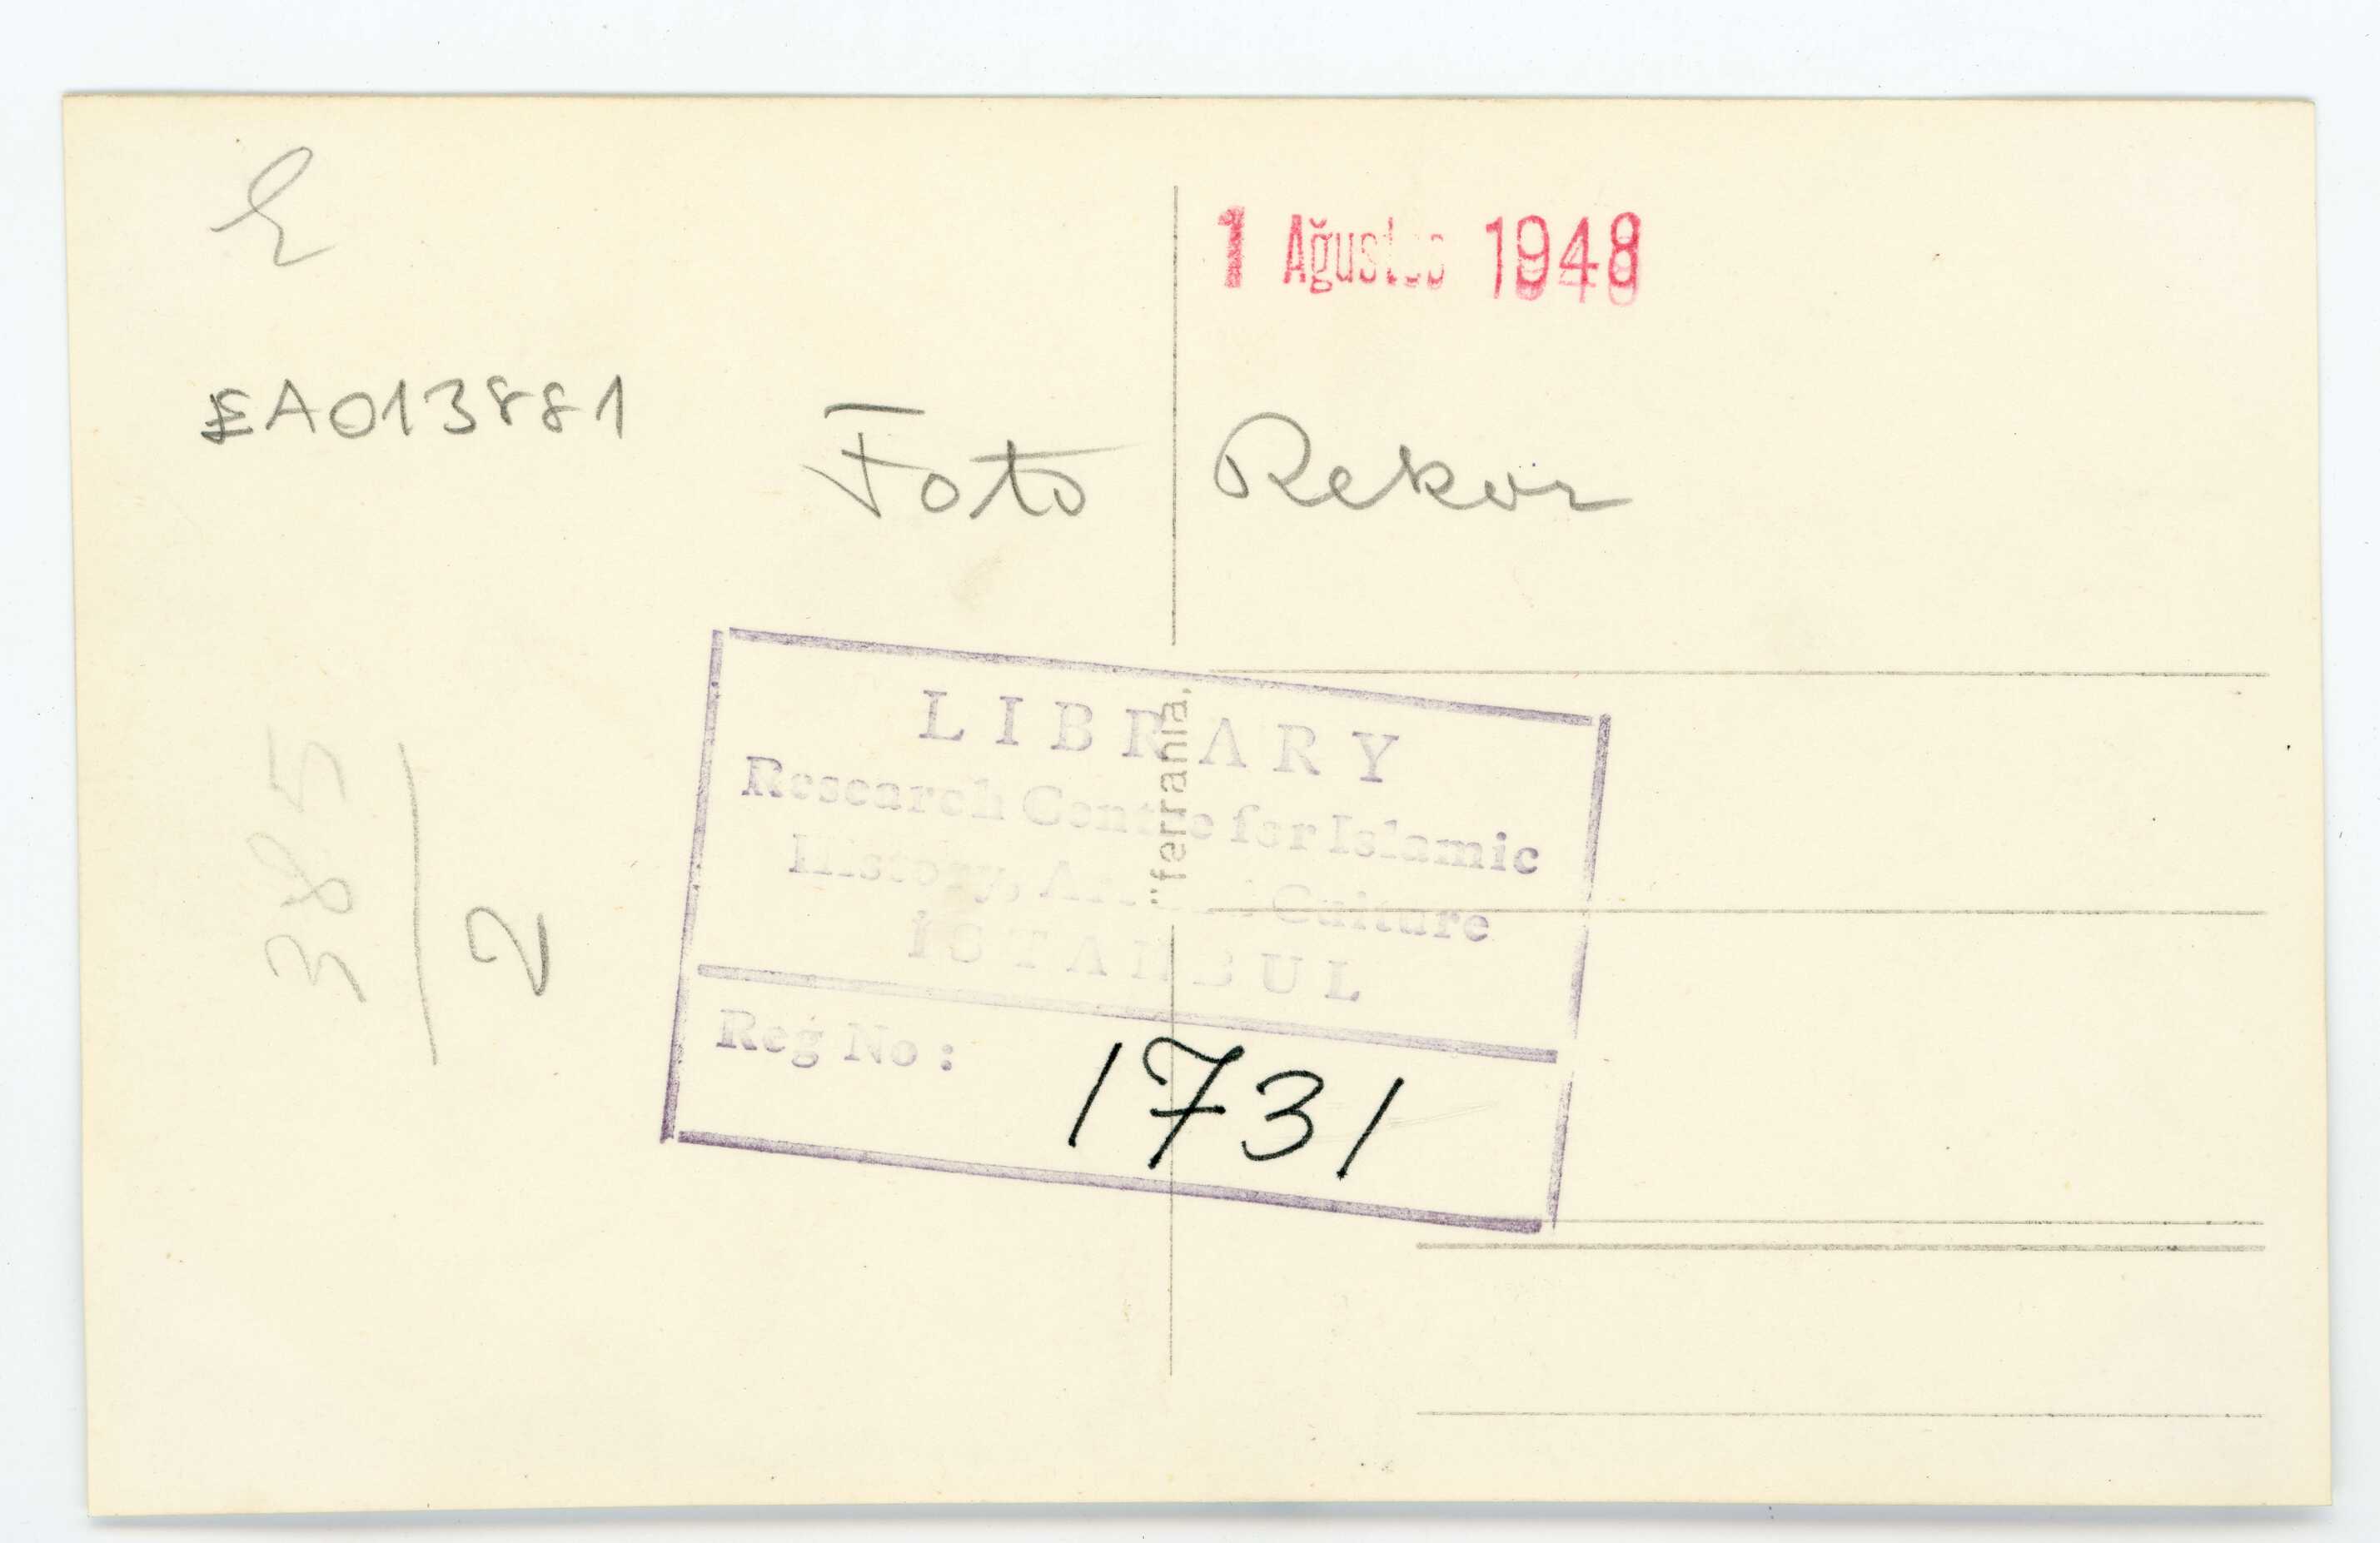 E
1 Ağustos 1948
EA013881
Foto Rekor
385/2
"ferrania"
LIBRARY
Research Centre for Islamic
History, Art and Culture
İSTANBUL
Reg No: 1731